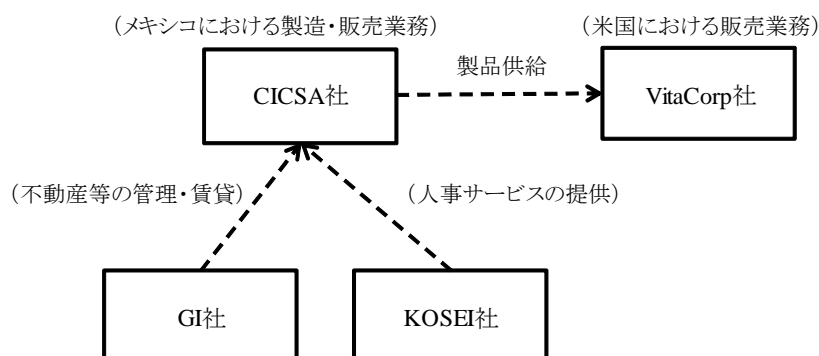 （メキシコにおける製造・販売業務）
（米国における販売業務）
CICSA社
製品供給
VitaCorp社
（不動産等の管理・賃貸）
（人事サービスの提供）
GI社
KOSEI社